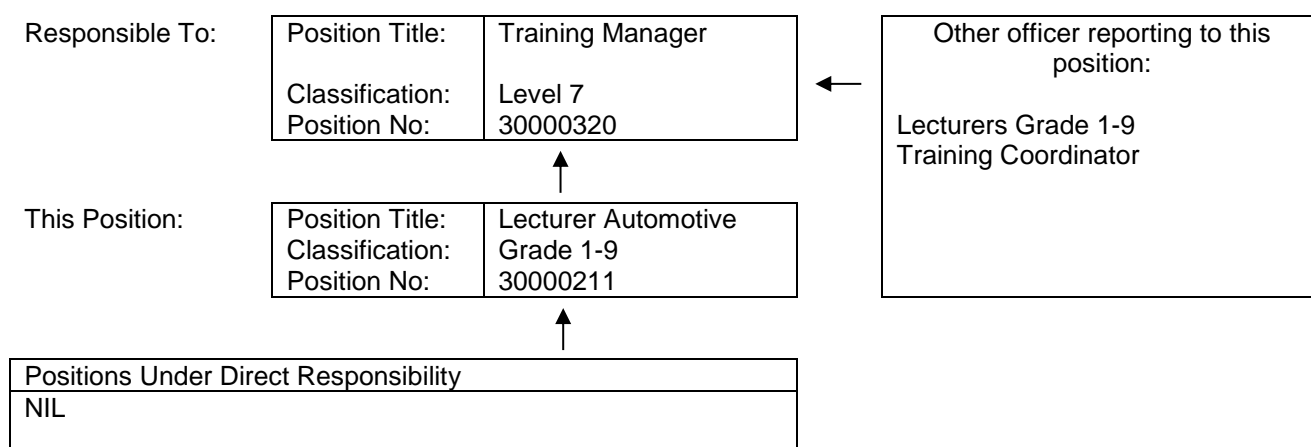 Responsible To:
Position Title: Training Manager
Classification: Level 7
Position No: 30000320
Other officer reporting to this
position:
Lecturers Grade 1-9
Training Coordinator
This Position:
Position Title: Lecturer Automotive
Classification: Grade 1-9
Position No: 30000211
Positions Under Direct Responsibility
NIL